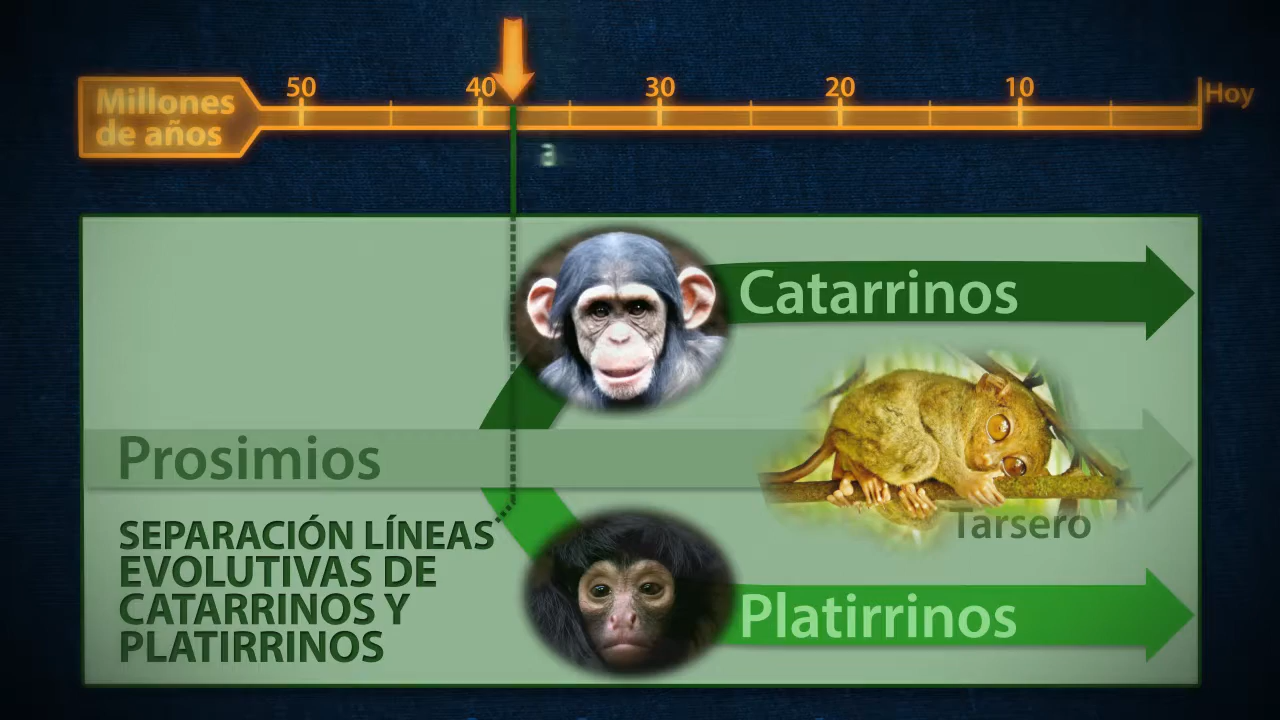 50 40 30 20 10 Hoy
Millones
de años
a
Catarrinos
Prosimios
Tarsero
SEPARACIÓN LÍNEAS
EVOLUTIVAS DE
CATARRINOS Y
PLATIRRINOS
Platirrinos